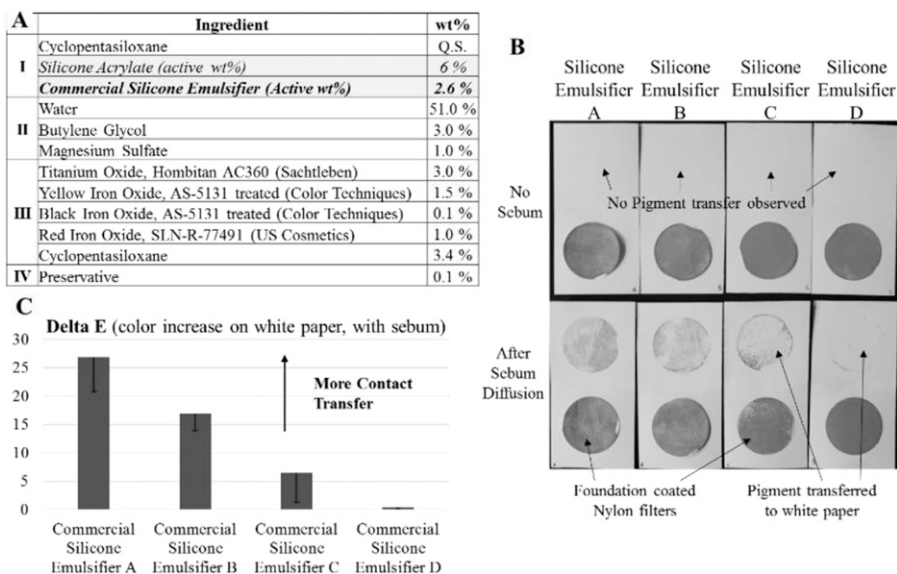 A
Ingredient wt%
I
Cyclopentasiloxane Q.S.
Silicone Acrylate (active wt%) 6 %
Commercial Silicone Emulsifier (Active wt%) 2.6 %
II
Water 51.0 %
Butylene Glycol 3.0 %
Magnesium Sulfate 1.0 %
III
Titanium Oxide, Hombitan AC360 (Sachtleben) 3.0 %
Yellow Iron Oxide, AS-5131 treated (Color Techniques) 1.5 %
Black Iron Oxide, AS-5131 treated (Color Techniques) 0.1 %
Red Iron Oxide, SLN-R-77491 (US Cosmetics) 1.0 %
Cyclopentasiloxane 3.4 %
IV Preservative 0.1 %
B
Silicone Silicone Silicone Silicone
Emulsifier Emulsifier Emulsifier Emulsifier
A B C D
No
Sebum
No Pigment transfer observed
After
Sebum
Diffusion
Foundation coated
Nylon filters
Pigment transferred
to white paper
C
Delta E (color increase on white paper, with sebum)
30
25
20
15
10
5
0
More Contact
Transfer
Commercial Commercial Commercial Commercial
Silicone Silicone Silicone Silicone
Emulsifier A Emulsifier B Emulsifier C Emulsifier D